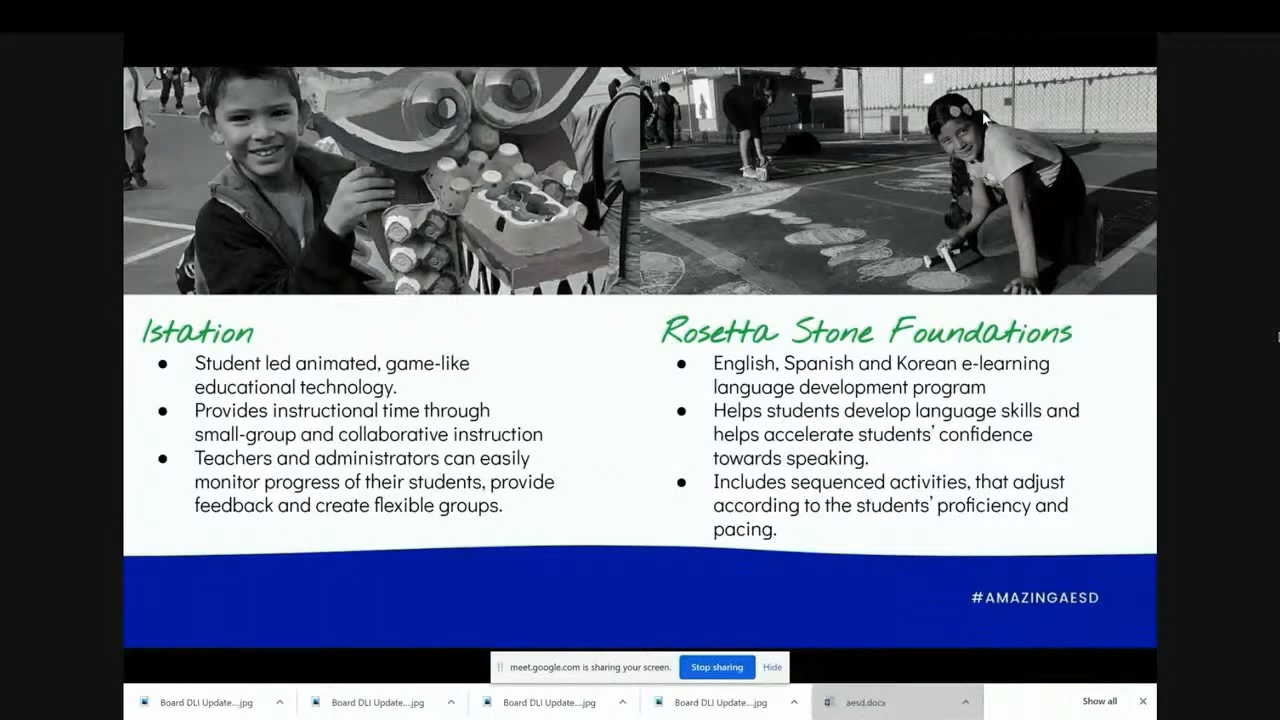 Istation
● Student led animated, game-like
educational technology.
● Provides instructional time through
small-group and collaborative instruction
● Teachers and administrators can easily
monitor progress of their students, provide
feedback and create flexible groups.
Rosetta Stone Foundations
● English, Spanish and Korean e-learning
language development program
● Helps students develop language skills and
helps accelerate students’ confidence
towards speaking.
● Includes sequenced activities, that adjust
according to the students’ proficiency and
pacing.
#AMAZINGAESD
meet.google.com is sharing your screen. Stop sharing Hide
Board DLI Update....jpg Board DLI Update....jpg Board DLI Update....jpg Board DLI Update....jpg aesd.docx Show all